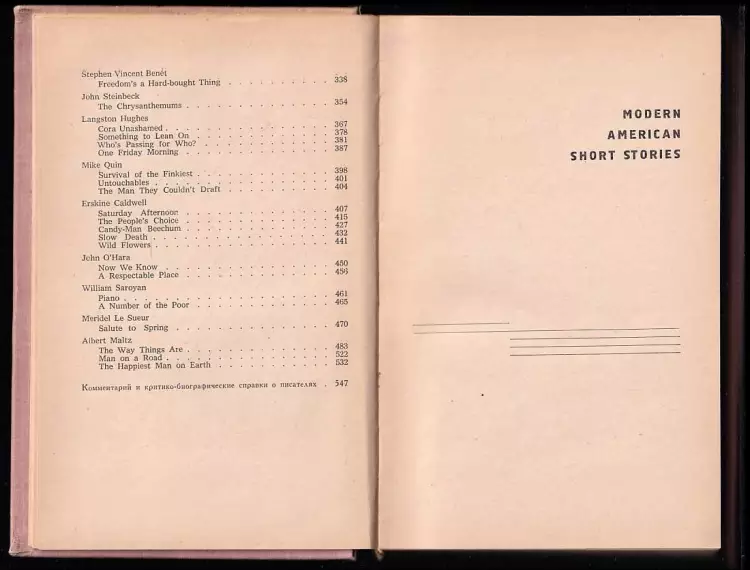 Stephen Vincent Benét
Freedom's a Hard-bought Thing . . . . . . . . . 338
John Steinbeck
The Chrysanthemums . . . . . . . . . . . . 354
Langston Hughes
Cora Unashamed . . . . . . . . . . . . . . 367
Something to Lean On . . . . . . . . . . . . 378
Who's Passing for Who? . . . . . . . . . . . 381
One Friday Morning . . . . . . . . . . . . 387
Mike Quin
Survival of the Finkiest . . . . . . . . . . . 398
Untouchables . . . . . . . . . . . . . . . 401
The Man They Couldn't Draft . . . . . . . . . 404
Erskine Caldwell
Saturday Afternoon . . . . . . . . . . . . 407
The People's Choice . . . . . . . . . . . . 415
Candy-Man Beechum . . . . . . . . . . . . 427
Slow Death . . . . . . . . . . . . . . . 432
Wild Flowers . . . . . . . . . . . . . . . 441
John O'Hara
Now We Know . . . . . . . . . . . . . . 450
A Respectable Place . . . . . . . . . . . . 456
William Saroyan
Piano . . . . . . . . . . . . . . . . . 461
A Number of the Poor . . . . . . . . . . . . 465
Meridel Le Sueur
Salute to Spring . . . . . . . . . . . . . 470
Albert Maltz
The Way Things Are . . . . . . . . . . . . 483
Man on a Road . . . . . . . . . . . . . . 522
The Happiest Man on Earth . . . . . . . . . . 532
Комментарий и критико-биографические справки о писателях . 547
MODERN
AMERICAN
SHORT STORIES